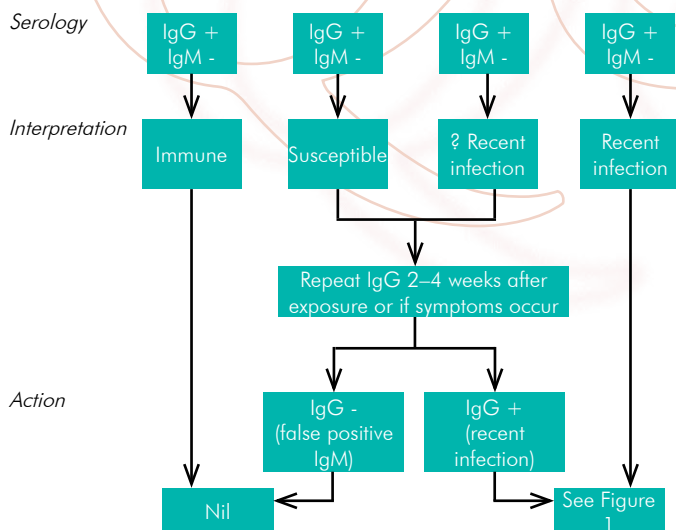 Serology
IgG +
IgM -
IgG +
IgM -
IgG +
IgM -
IgG +
IgM -
Interpretation
Immune
Susceptible
? Recent
infection
Recent
infection
Repeat IgG 2–4 weeks after
exposure or if symptoms occur
Action
IgG -
(false positive
IgM)
IgG +
(recent
infection)
Nil
See Figure
1